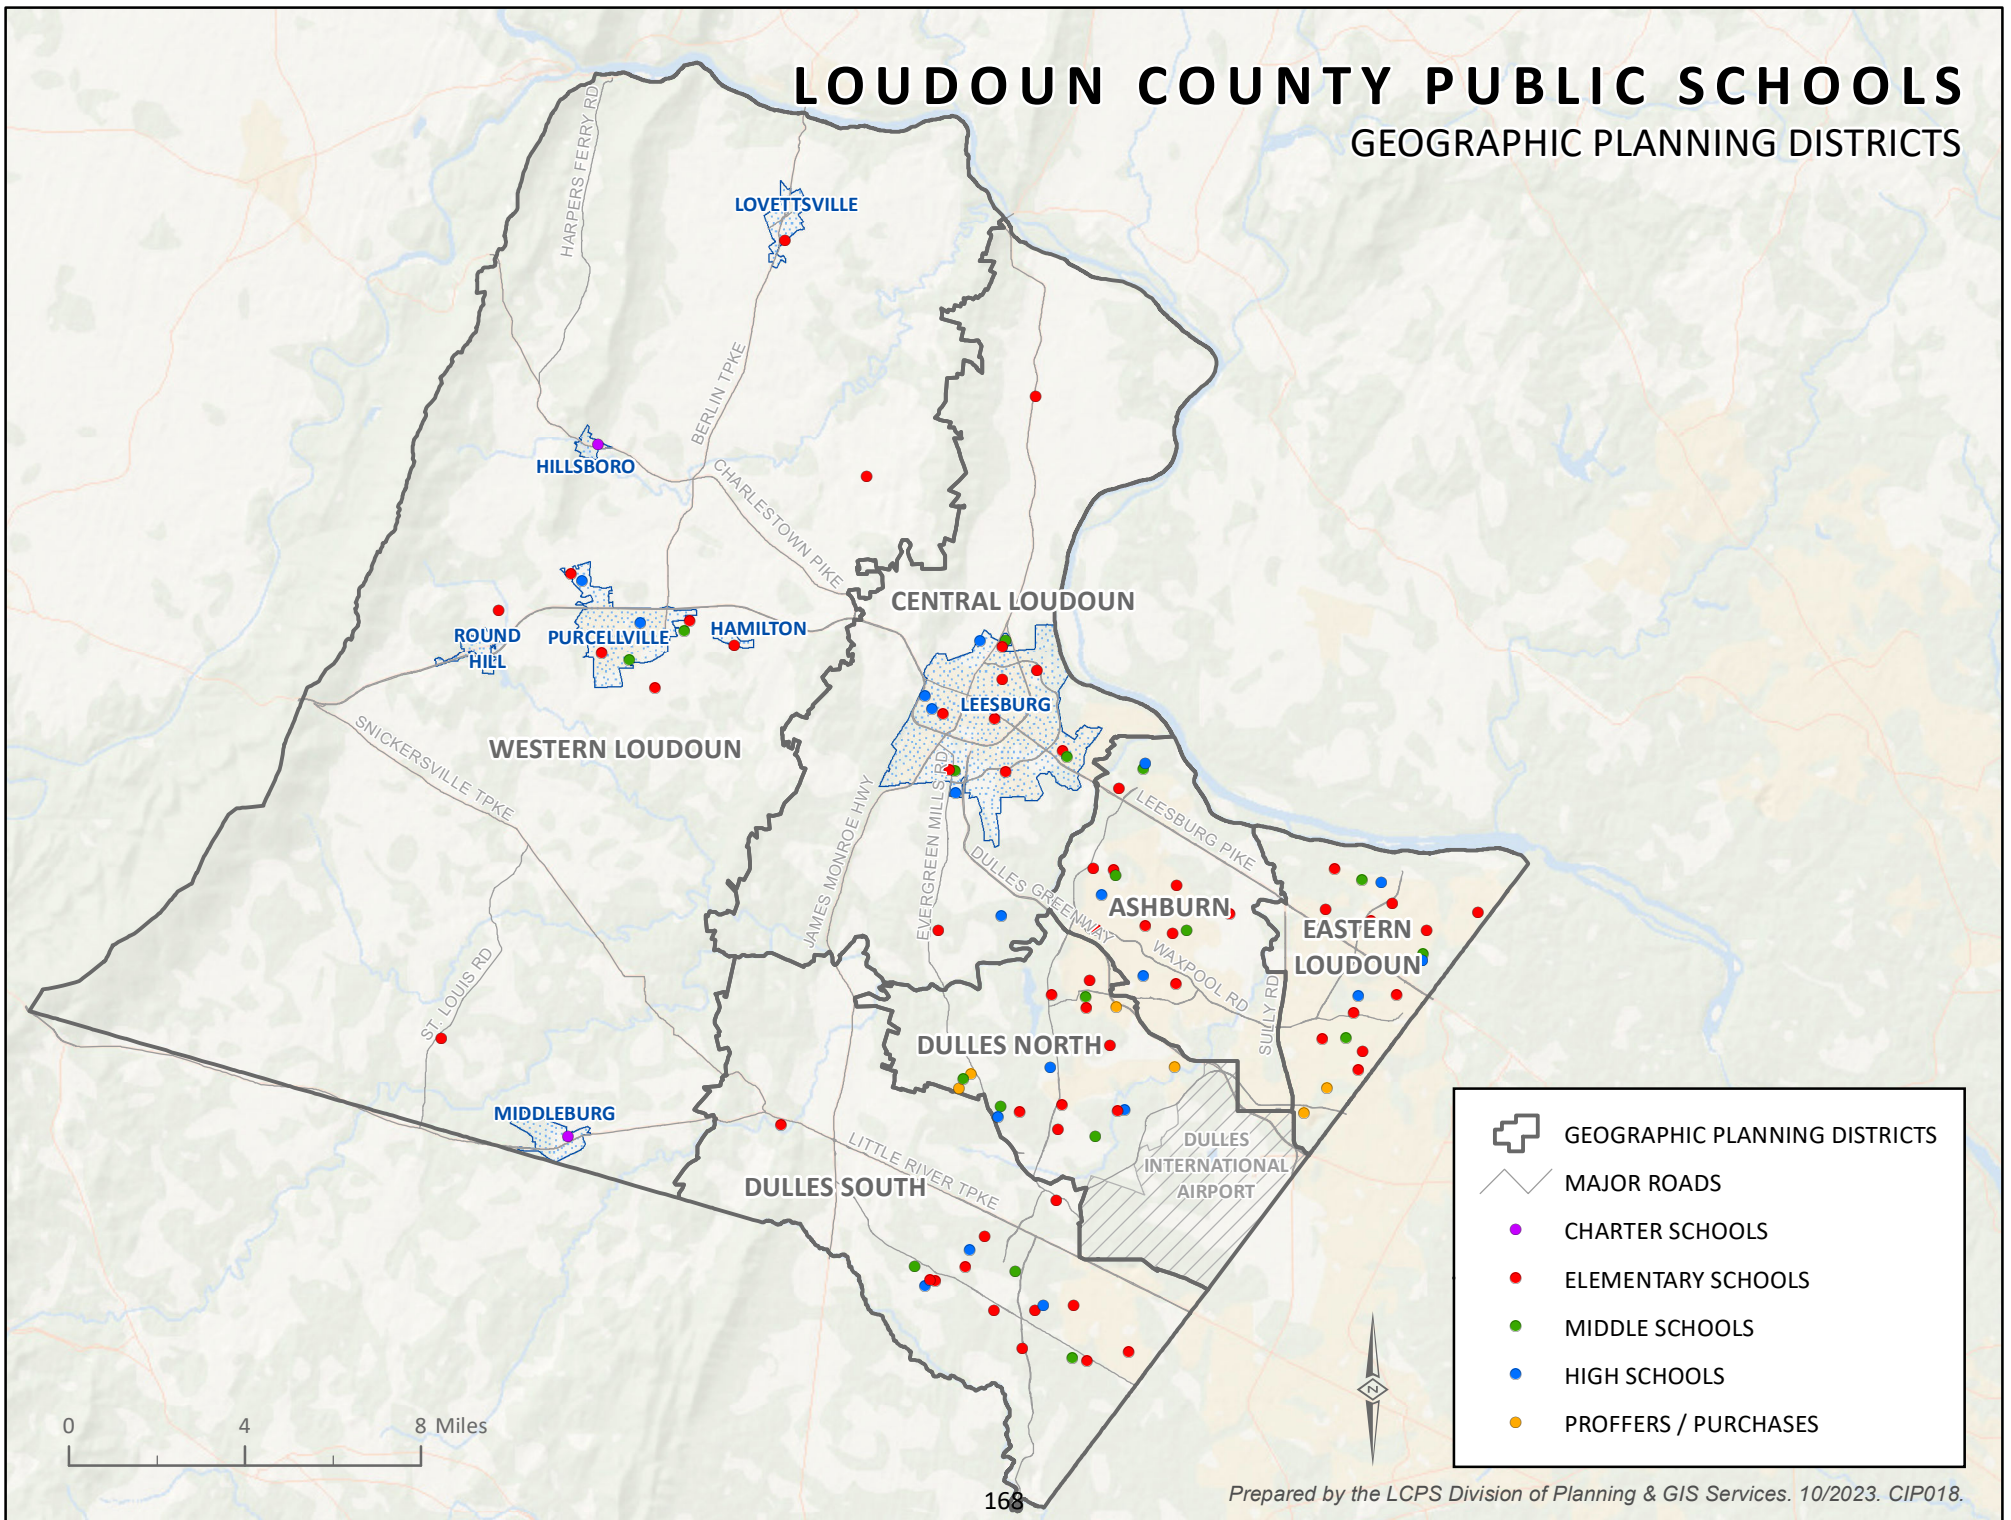 LOUDOUN COUNTY PUBLIC SCHOOLS
GEOGRAPHIC PLANNING DISTRICTS
HARPERS FERRY RD
LOVETTSVILLE
BERLIN TPKE
HILLSBORO
CHARLESTOWN PIKE
CENTRAL LOUDOUN
ROUND
HILL
PURCELLVILLE
HAMILTON
LEESBURG
WESTERN LOUDOUN
SNICKERSVILLE TPKE
JAMES MONROE HWY
EVERGREEN MILLS RD
LEESBURG PIKE
DULLES GREENWAY
ASHBURN
EASTERN
LOUDOUN
WAXPOOL RD
SULLY RD
ST. LOUIS RD
DULLES NORTH
MIDDLEBURG
LITTLE RIVER TPKE
DULLES
INTERNATIONAL
AIRPORT
DULLES SOUTH
GEOGRAPHIC PLANNING DISTRICTS
MAJOR ROADS
CHARTER SCHOOLS
ELEMENTARY SCHOOLS
MIDDLE SCHOOLS
HIGH SCHOOLS
PROFFERS / PURCHASES
N
0 4 8 Miles
168
Prepared by the LCPS Division of Planning & GIS Services. 10/2023. CIP018.